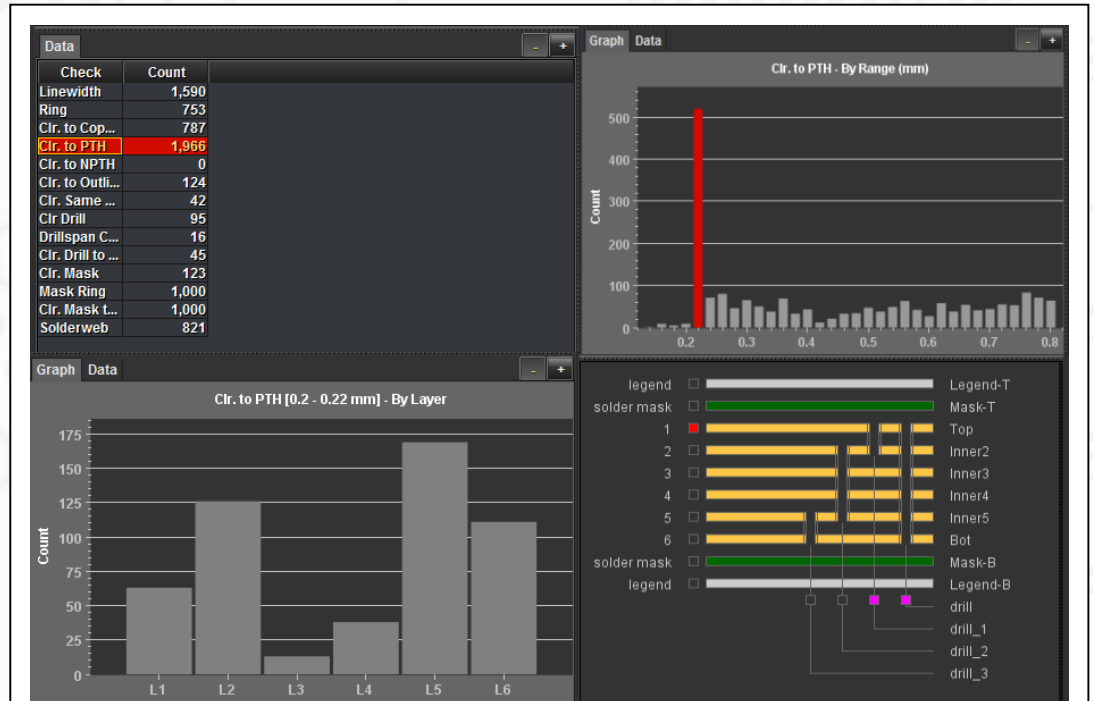 Data
- +
Check Count
Linewidth 1,590
Ring 753
Clr. to Cop... 787
Clr. to PTH 1,966
Clr. to NPTH 0
Clr. to Outli... 124
Clr. Same ... 42
Clr Drill 95
Drillspan C... 16
Clr. Drill to ... 45
Clr. Mask 123
Mask Ring 1,000
Clr. Mask t... 1,000
Solderweb 821
Graph Data
- +
Clr. to PTH - By Range (mm)
Count
500
400
300
200
100
0
0.2 0.3 0.4 0.5 0.6 0.7 0.8
Graph Data
- +
Clr. to PTH [0.2 - 0.22 mm] - By Layer
Count
175
150
125
100
75
50
25
0
L1 L2 L3 L4 L5 L6
legend Legend-T
solder mask Mask-T
1 Top
2 Inner2
3 Inner3
4 Inner4
5 Inner5
6 Bot
solder mask Mask-B
legend Legend-B
drill
drill_1
drill_2
drill_3